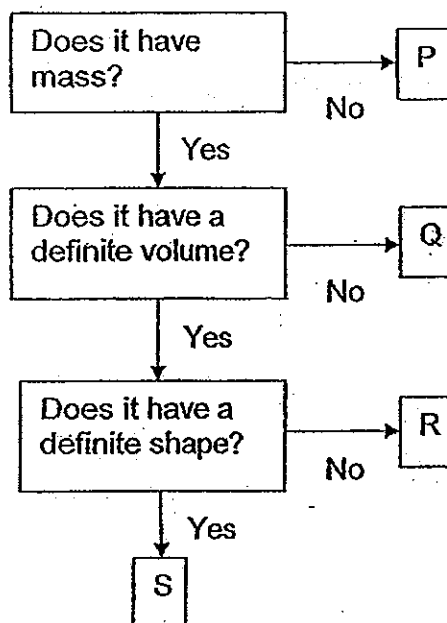 Does it have
mass?
P
No
Yes
Does it have a
definite volume?
Q
No
Yes
Does it have a
definite shape?
R
No
Yes
S